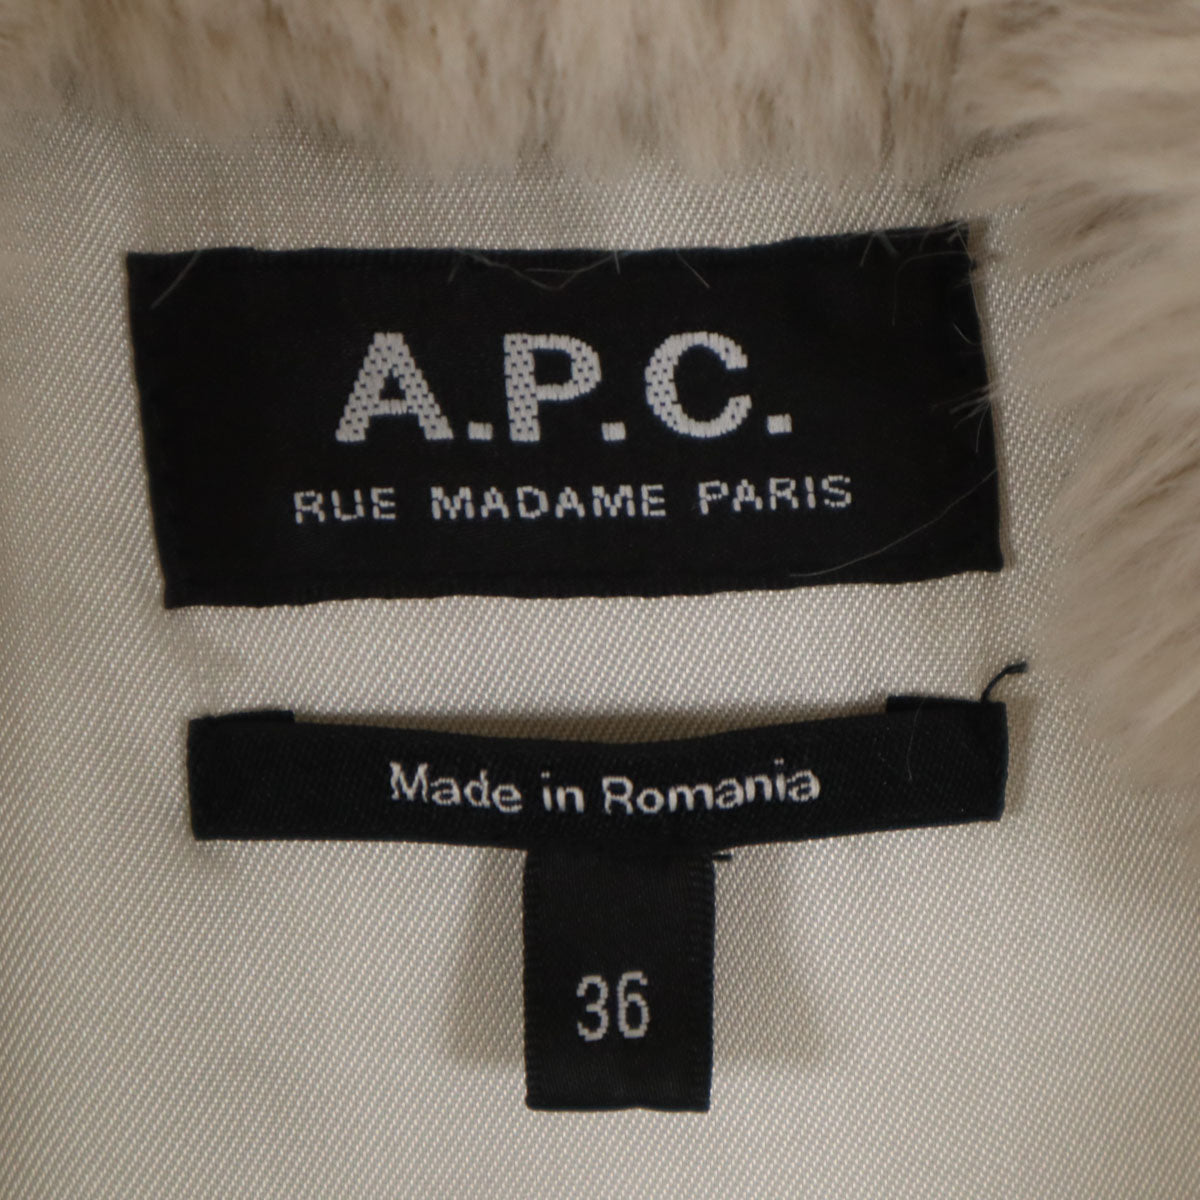 A.P.C.
RUE MADAME PARIS
Made in Romania
36